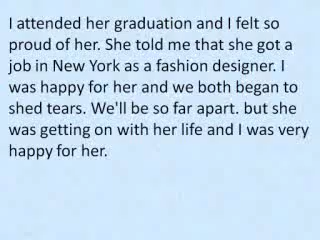 I attended her graduation and I felt so
proud of her. She told me that she got a
job in New York as a fashion designer. I
was happy for her and we both began to
shed tears. We'll be so far apart. but she
was getting on with her life and I was very
happy for her.